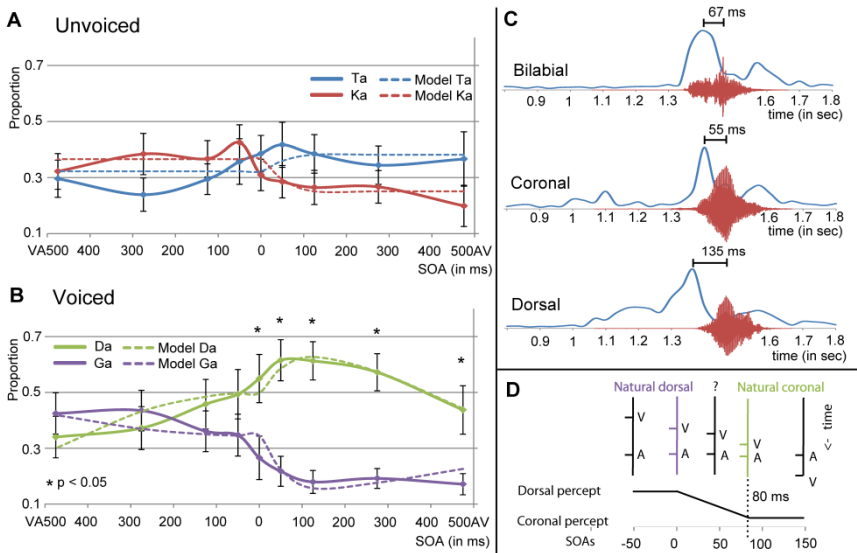 A Unvoiced
Proportion
0.7
0.5
0.3
0.1
Ta
Model Ta
Ka
Model Ka
VA500 400 300 200 100 0 100 200 300 400 500AV
SOA (in ms)
B Voiced
Proportion
0.7
0.5
0.3
0.1
Da
Model Da
Ga
Model Ga
* * * * *
* p < 0.05
VA500 400 300 200 100 0 100 200 300 400 500AV
SOA (in ms)
C
67 ms
Bilabial
0.9 1 1.1 1.2 1.3 1.6 1.7 1.8
time (in sec)
55 ms
Coronal
0.9 1 1.1 1.2 1.3 1.6 1.7 1.8
time (in sec)
135 ms
Dorsal
0.9 1 1.1 1.2 1.3 1.6 1.7 1.8
time (in sec)
D
Natural dorsal ? Natural coronal
V V V V A
A A A A V
<- time
Dorsal percept
80 ms
Coronal percept
SOAs -50 0 50 100 150